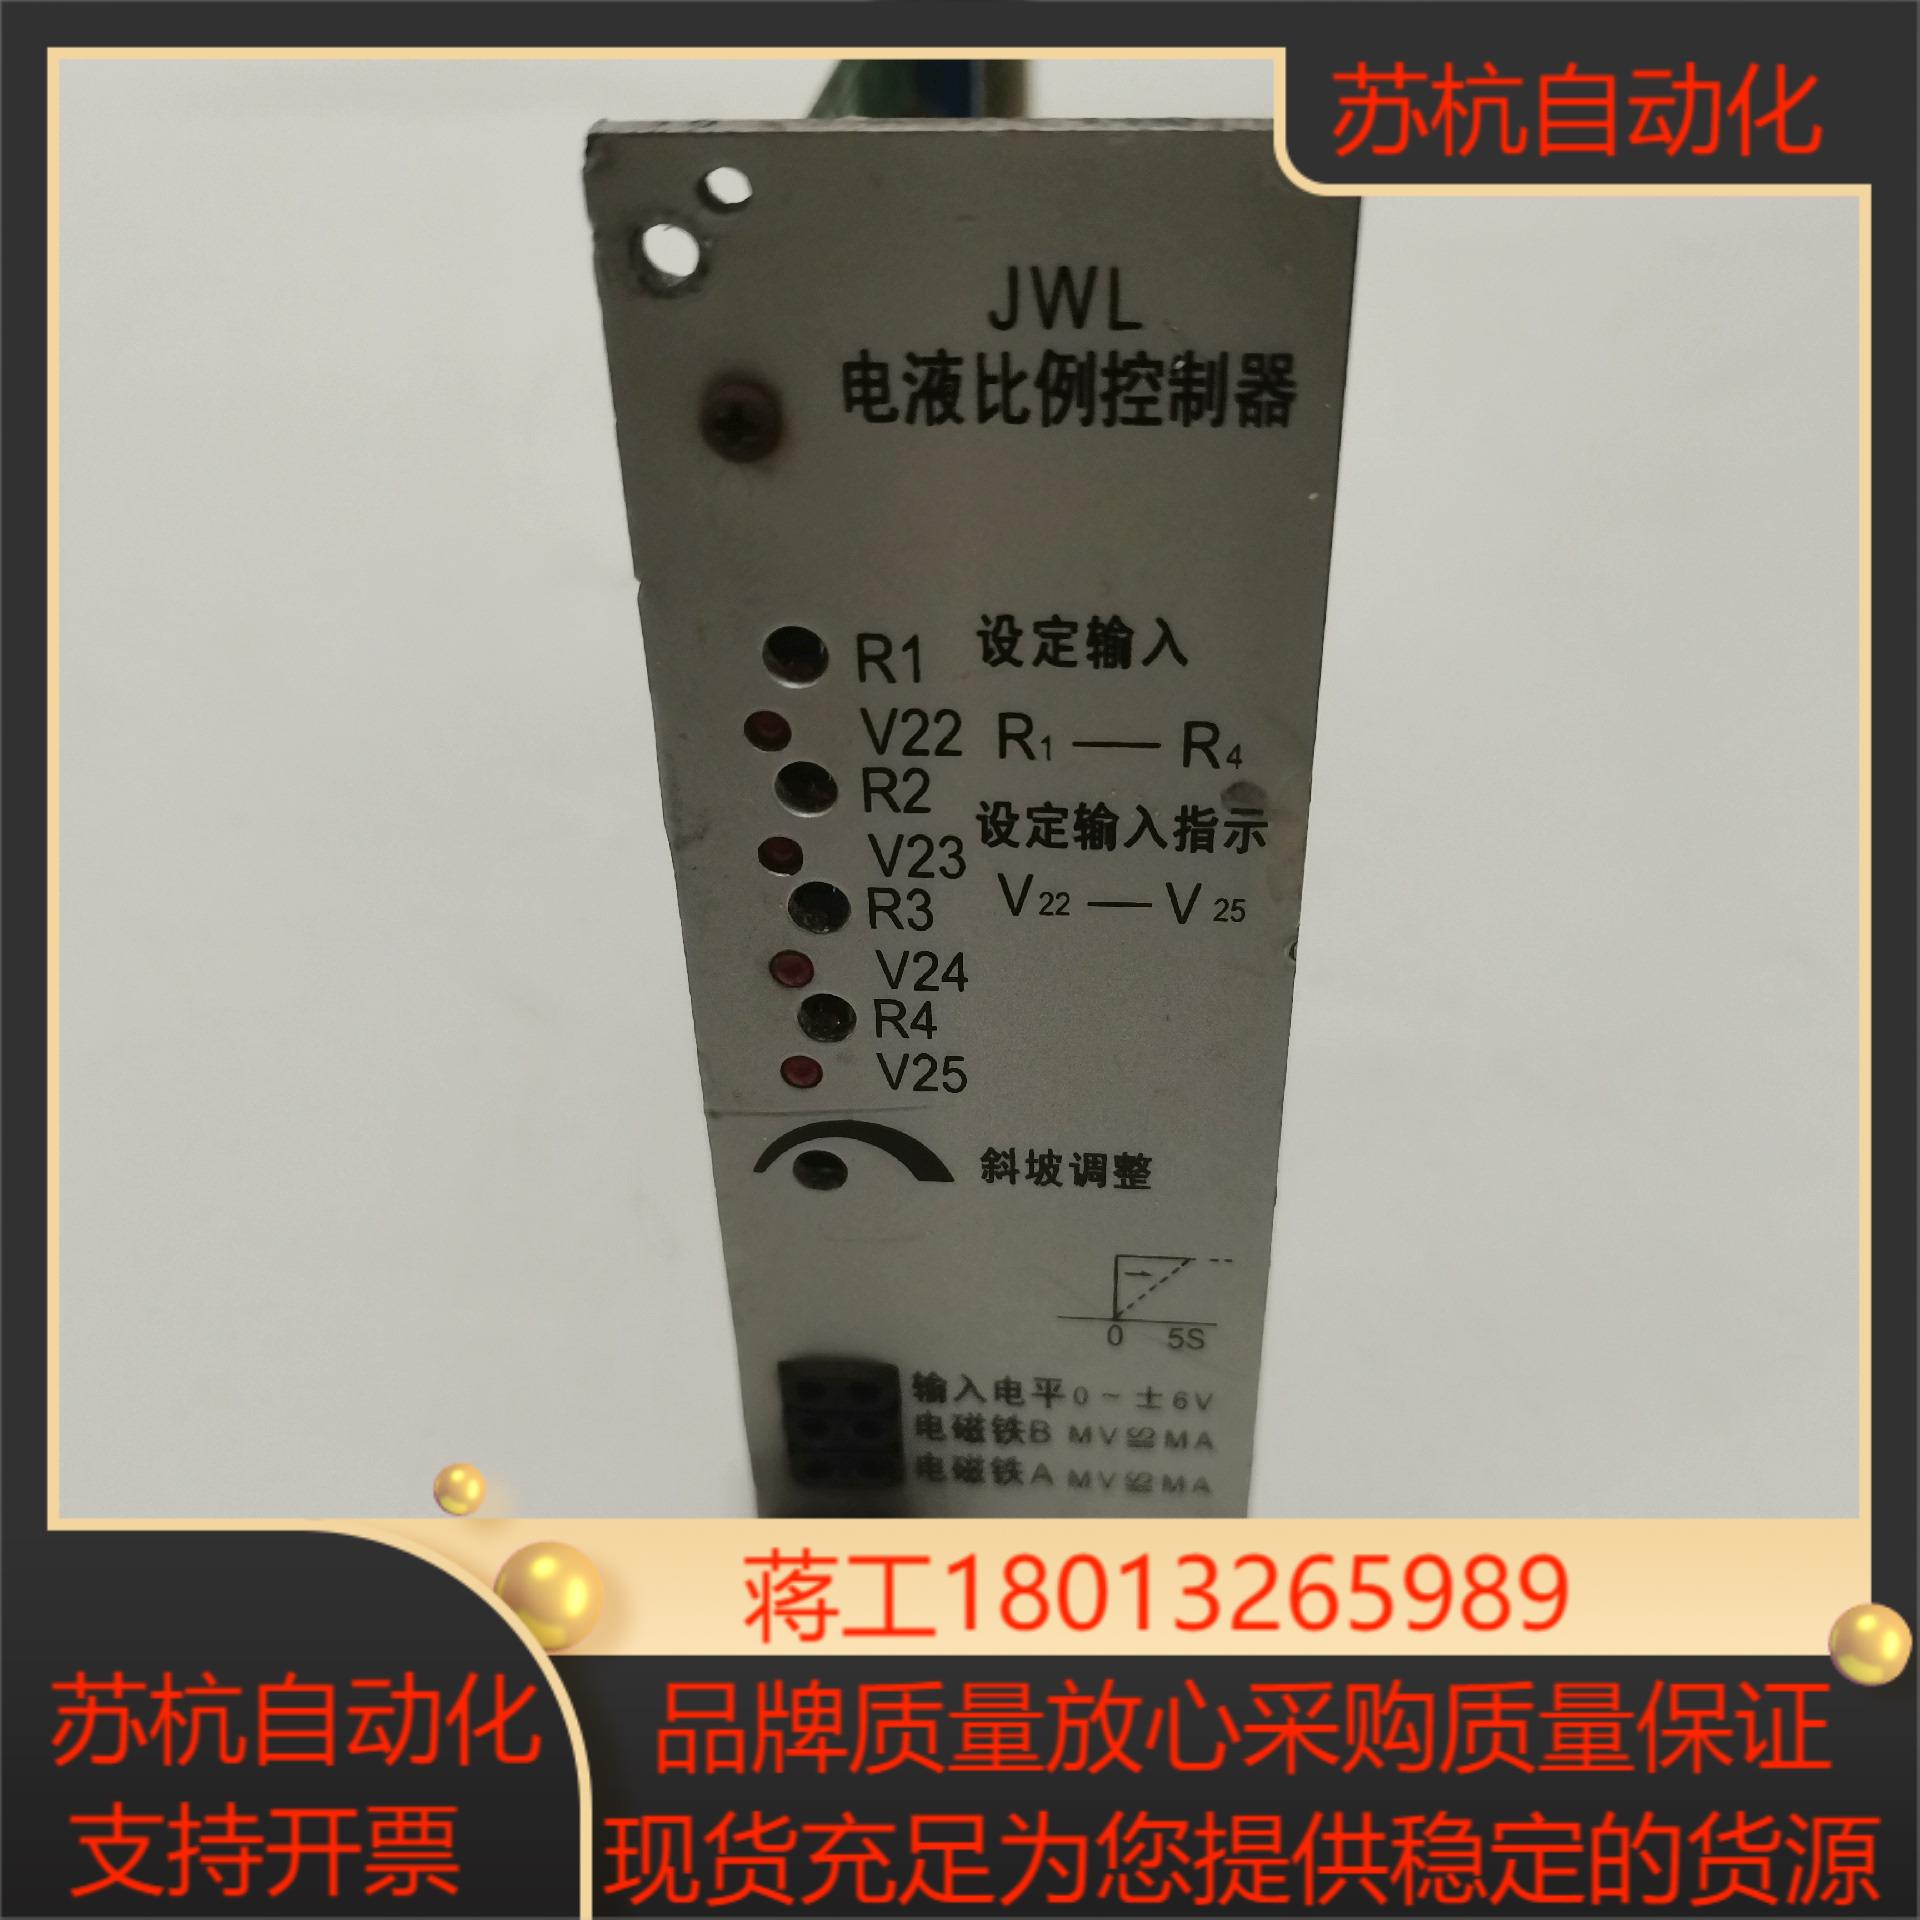 苏杭自动化
JWL
电液比例控制器
R1 设定输入
V22 R1 — R4
R2
设定输入指示
V23
R3 V22 — V25
V24
R4
V25
斜坡调整
0 5S
输入电平 0 ~ ± 6V
电磁铁B MV≌MA
电磁铁A MV≌MA
蒋工18013265989
苏杭自动化
支持开票
品牌质量放心采购质量保证
现货充足为您提供稳定的货源